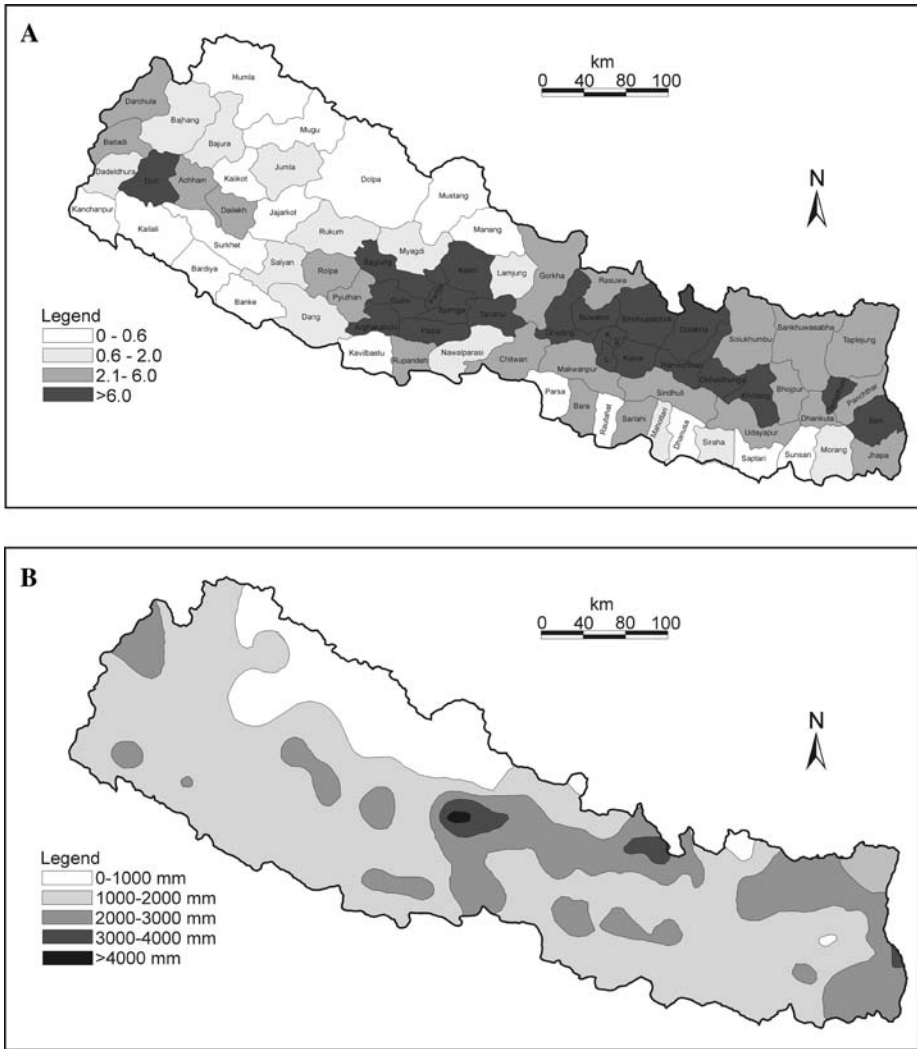 A
km
0 40 60 80 100
N
Humla
Darchula
Bajhang
Mugu
Baitadi
Bajura
Jumla
Dadeldhura
Doti
Achham
Kalikot
Dolpa
Mustang
Kanchanpur
Dailekh
Jajarkot
Kailali
Manang
Surkhet
Rukum
Myagdi
Kaski
Bardiya
Salyan
Rolpa
Baglung
Lamjung
Gorkha
Rasuwa
Banke
Pyuthan
Gulmi
Syangja
Tanahu
Nuwakot
Sindhupalchok
Dolakha
Dang
Palpa
Dhading
Solukhumbu
Sankhuwasabha
Taplejung
Kavilbastu
Rupandehi
Nawalparasi
Chitwan
Makwanpur
Kavre
Ramechhap
Okhaldhunga
Khotang
Bhojpur
Panchthar
Parsa
Bara
Rautahat
Sarlahi
Sindhuli
Mahottari
Dhanusa
Siraha
Udayapur
Dhankuta
Ilam
Saptari
Sunsari
Morang
Jhapa
Legend
0 - 0.6
0.6 - 2.0
2.1- 6.0
>6.0
B
km
0 40 60 80 100
N
Legend
0-1000 mm
1000-2000 mm
2000-3000 mm
3000-4000 mm
>4000 mm